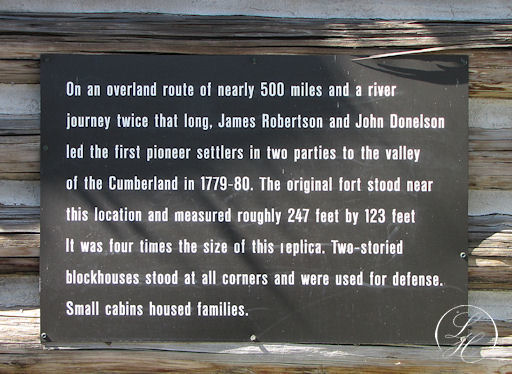 On an overland route of nearly 500 miles and a river
journey twice that long, James Robertson and John Donelson
led the first pioneer settlers in two parties to the valley
of the Cumberland in 1779-80. The original fort stood near
this location and measured roughly 247 feet by 123 feet
It was four times the size of this replica. Two-storied
blockhouses stood at all corners and were used for defense.
Small cabins housed families.
LH